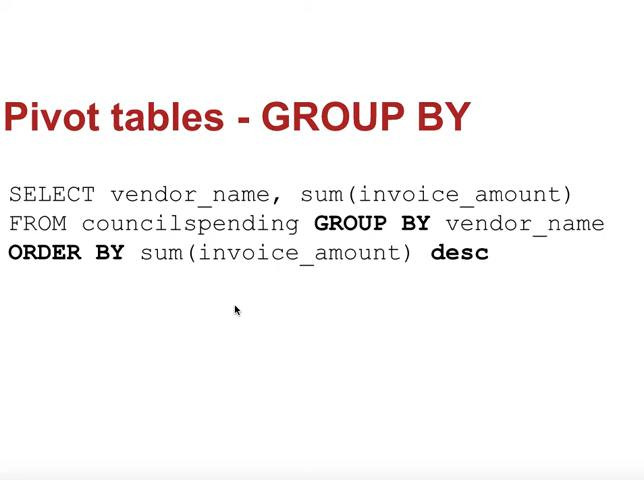 Pivot tables - GROUP BY
SELECT vendor_name, sum(invoice_amount)
FROM councilspending GROUP BY vendor_name
ORDER BY sum(invoice_amount) desc